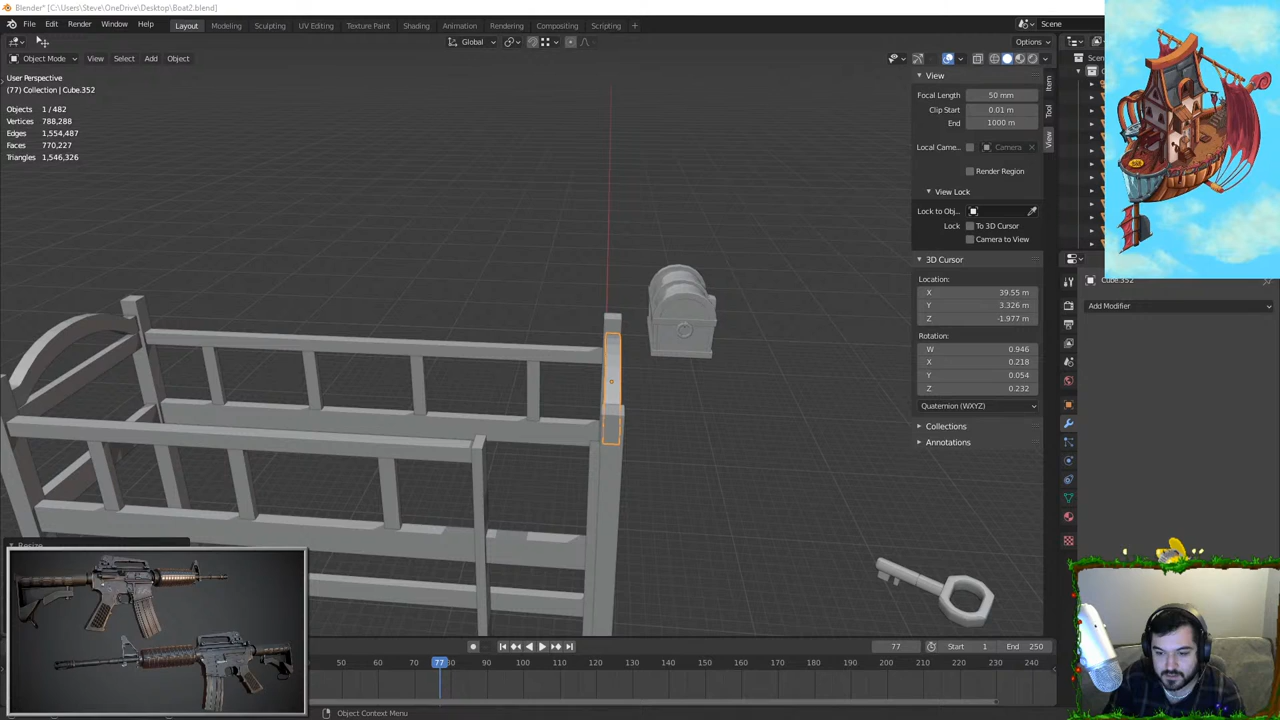 Blender* [C:\Users\Steve\OneDrive\Desktop\Boat2.blend]
File Edit Render Window Help
Layout Modeling Sculpting UV Editing Texture Paint Shading Animation Rendering Compositing Scripting +
Scene
Global
Options
Object Mode View Select Add Object
User Perspective
(77) Collection | Cube.352
Objects 1 / 482
Vertices 788,288
Edges 1,554,487
Faces 770,227
Triangles 1,546,326
View
Focal Length 50 mm
Clip Start 0.01 m
End 1000 m
Local Came... Camera
Render Region
View Lock
Lock to Obj...
Lock To 3D Cursor
Camera to View
3D Cursor
Location:
X 39.55 m
Y 3.326 m
Z -1.977 m
Rotation:
W 0.946
X 0.218
Y 0.054
Z 0.232
Quaternion (WXYZ)
Collections
Annotations
Item
Tool
View
Cube.352
Add Modifier
Resize
77 Start 1 End 250
50 60 70 77 80 90 100 110 120 130 140 150 160 170 180 190 200 210 220 230 240
Object Context Menu